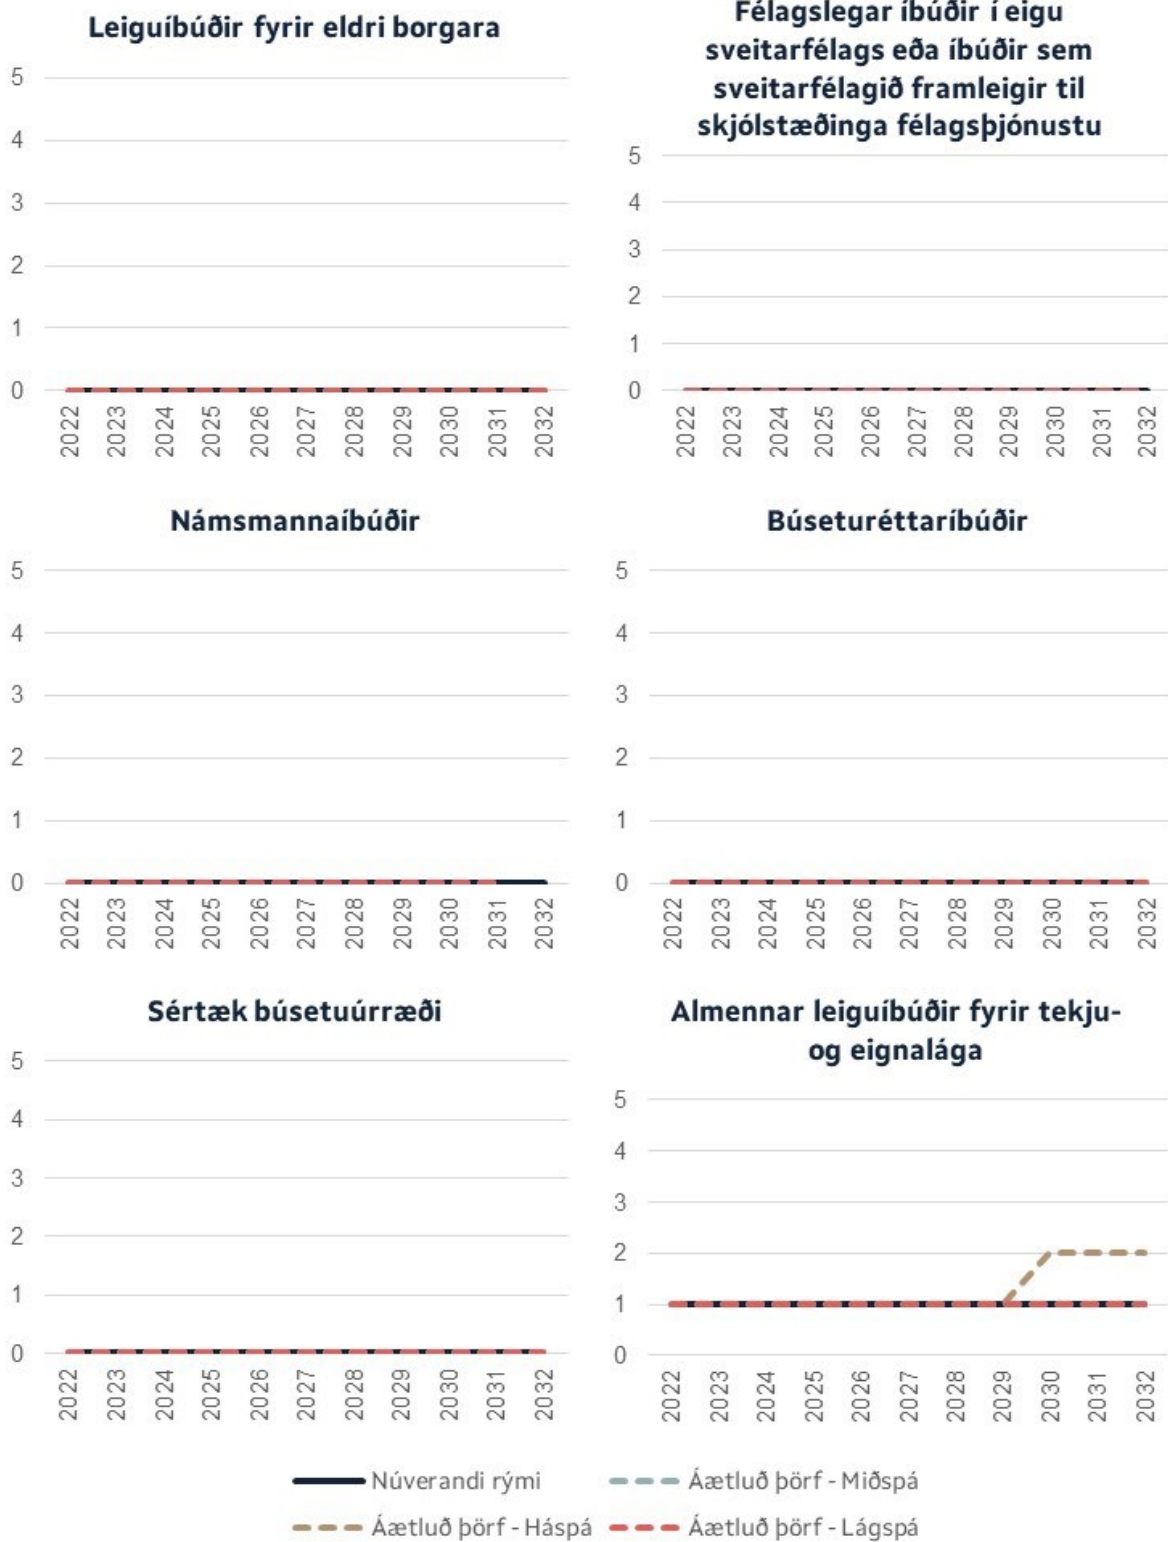 Leiguíbúðir fyrir eldri borgara
5
4
3
2
1
0
2022 2023 2024 2025 2026 2027 2028 2029 2030 2031 2032
Félagslegar íbúðir í eigu
sveitarfélags eða íbúðir sem
sveitarfélagið framleigir til
skjólstæðinga félagsþjónustu
5
4
3
2
1
0
2022 2023 2024 2025 2026 2027 2028 2029 2030 2031 2032
Námsmannaíbúðir
5
4
3
2
1
0
2022 2023 2024 2025 2026 2027 2028 2029 2030 2031 2032
Búseturéttaríbúðir
5
4
3
2
1
0
2022 2023 2024 2025 2026 2027 2028 2029 2030 2031 2032
Sértæk búsetuúrræði
5
4
3
2
1
0
2022 2023 2024 2025 2026 2027 2028 2029 2030 2031 2032
Almennar leiguíbúðir fyrir tekju-
og eignalága
5
4
3
2
1
0
2022 2023 2024 2025 2026 2027 2028 2029 2030 2031 2032
Núverandi rými
Áætluð þörf - Miðspá
Áætluð þörf - Háspá
Áætluð þörf - Lágspá